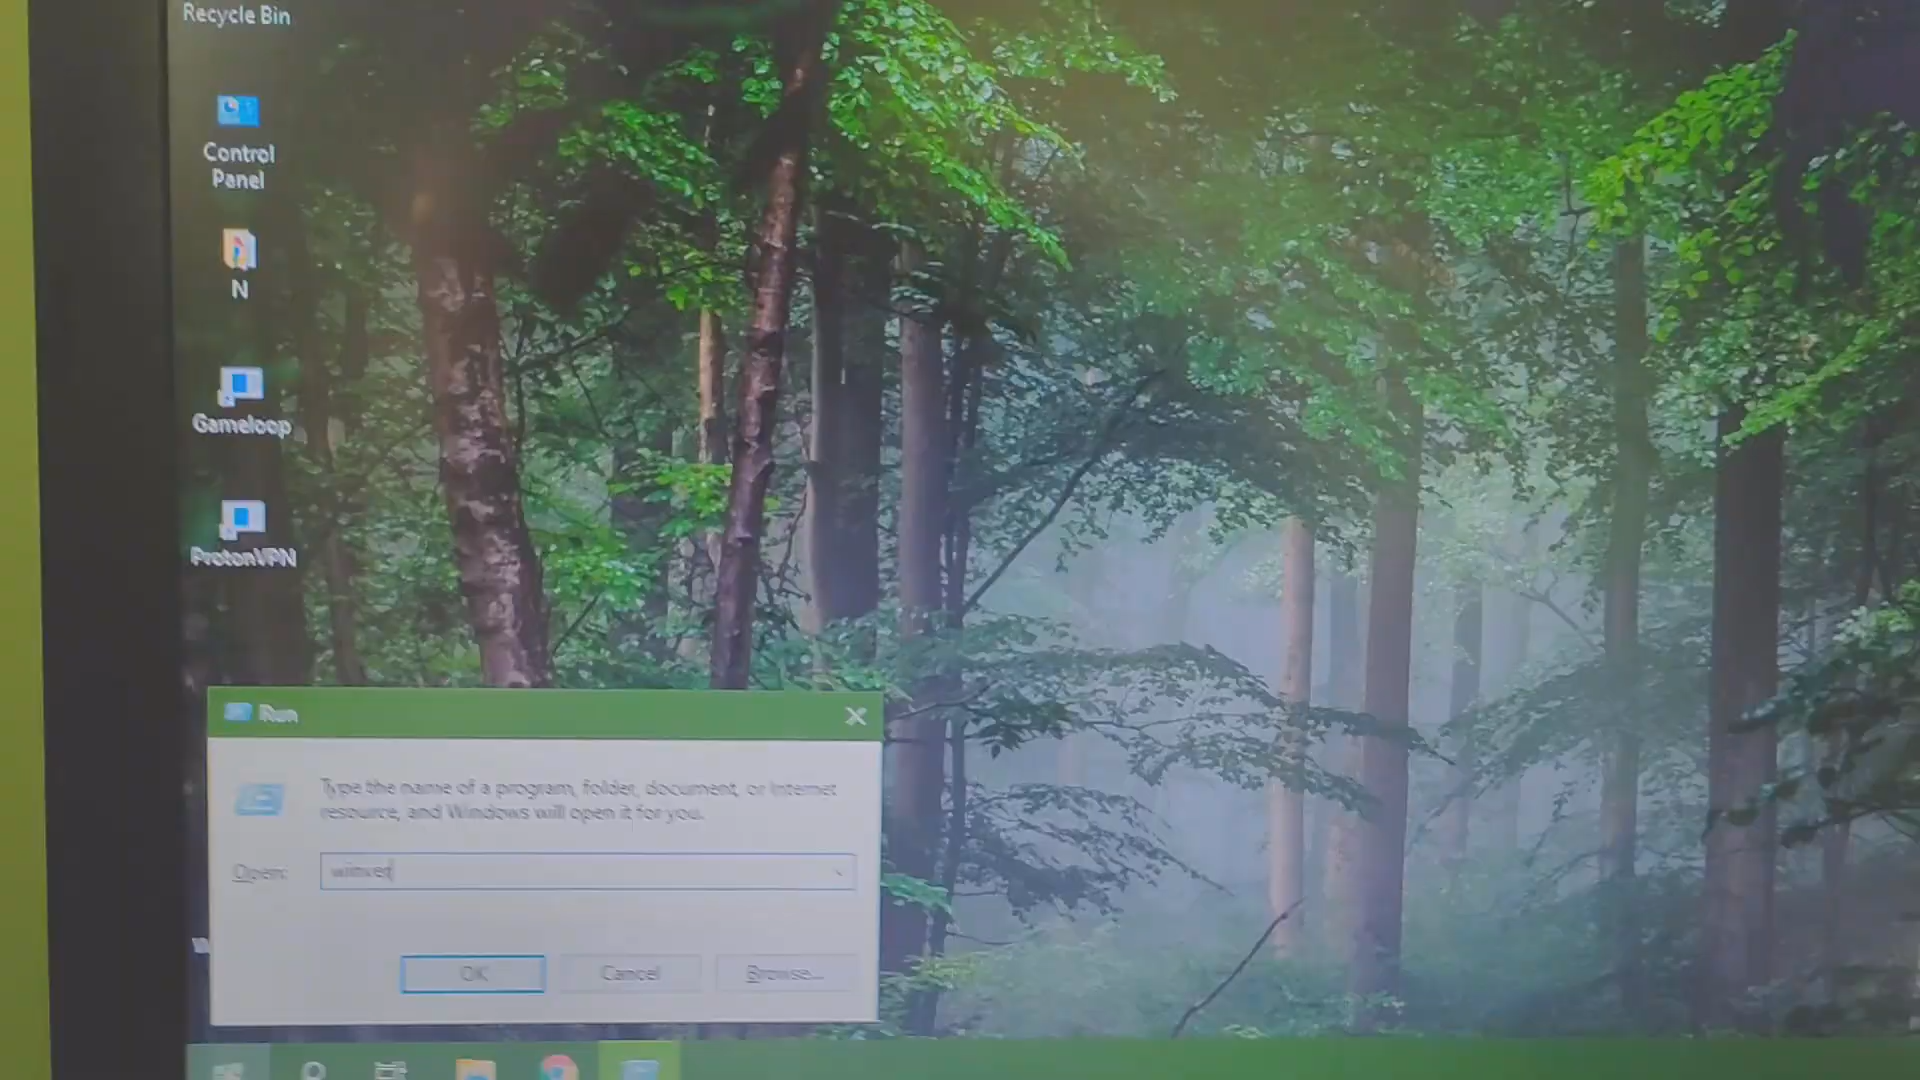 Recycle Bin
Control
Panel
N
Gameloop
ProtonVPN
Run
Type the name of a program, folder, document, or Internet
resource, and Windows will open it for you.
Open:
winver
OK
Cancel
Browse...